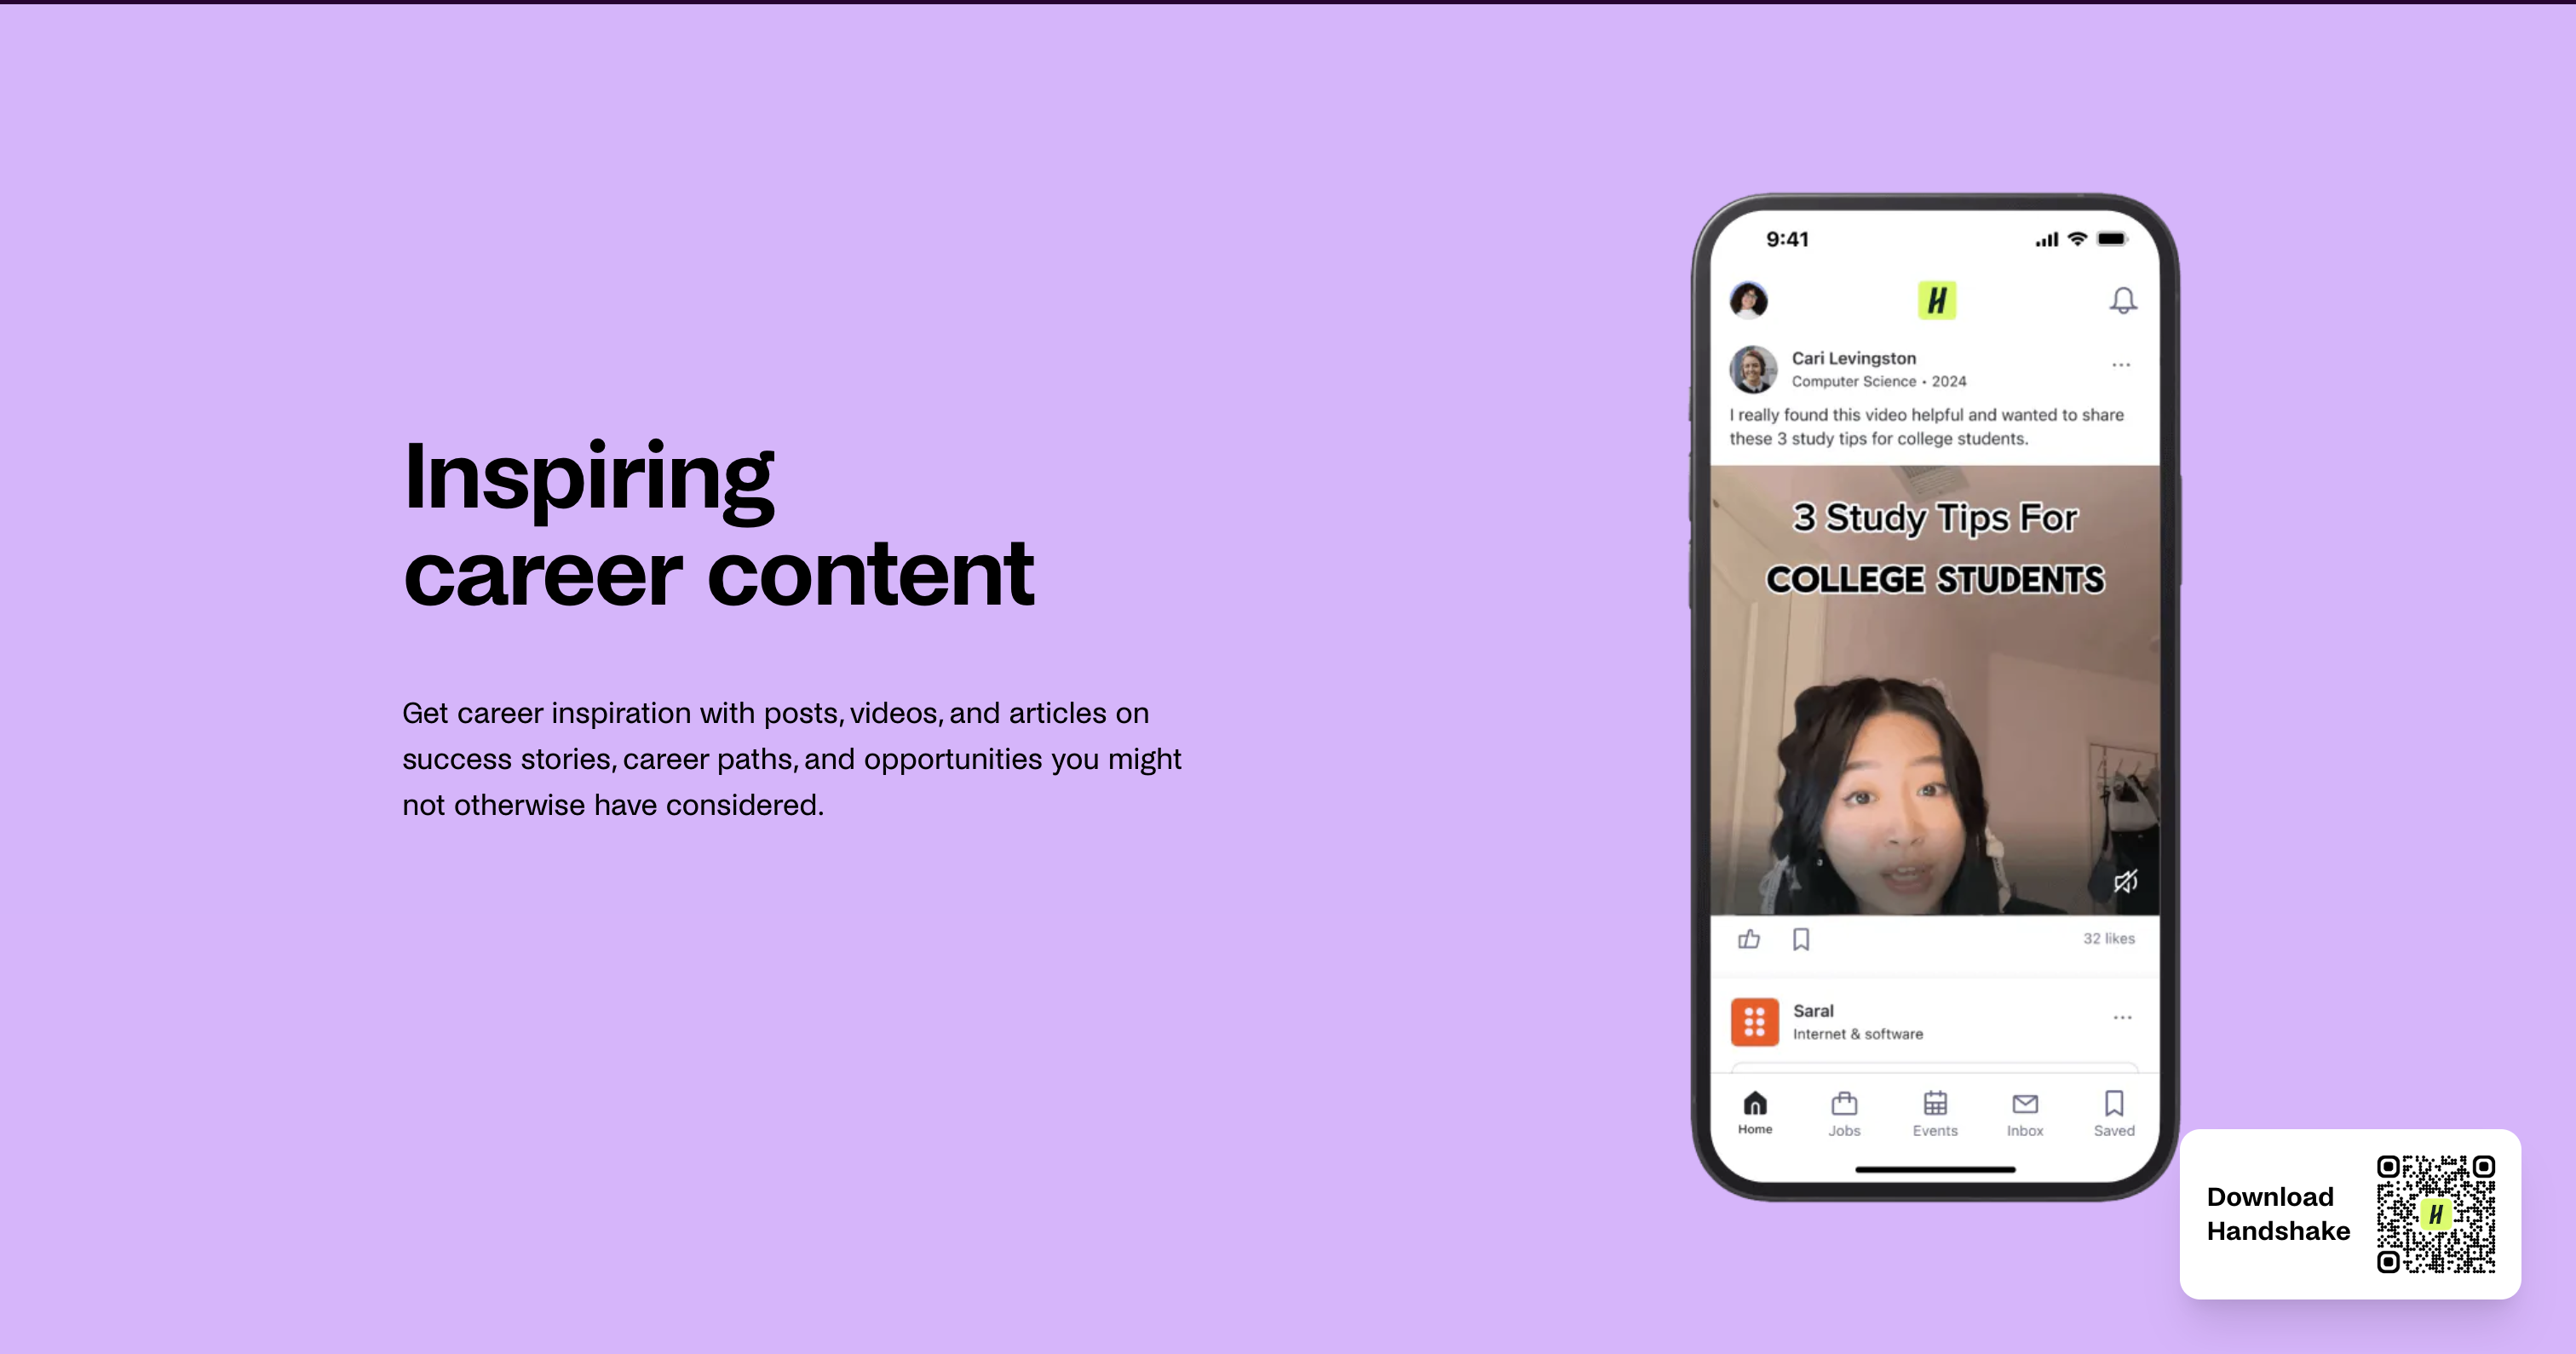 Inspiring
career content
Get career inspiration with posts, videos, and articles on
success stories, career paths, and opportunities you might
not otherwise have considered.
9:41
H
Cari Levingston
Computer Science • 2024
I really found this video helpful and wanted to share
these 3 study tips for college students.
3 Study Tips For
COLLEGE STUDENTS
32 likes
Saral
Internet & software
Home
Jobs
Events
Inbox
Saved
Download
Handshake
H